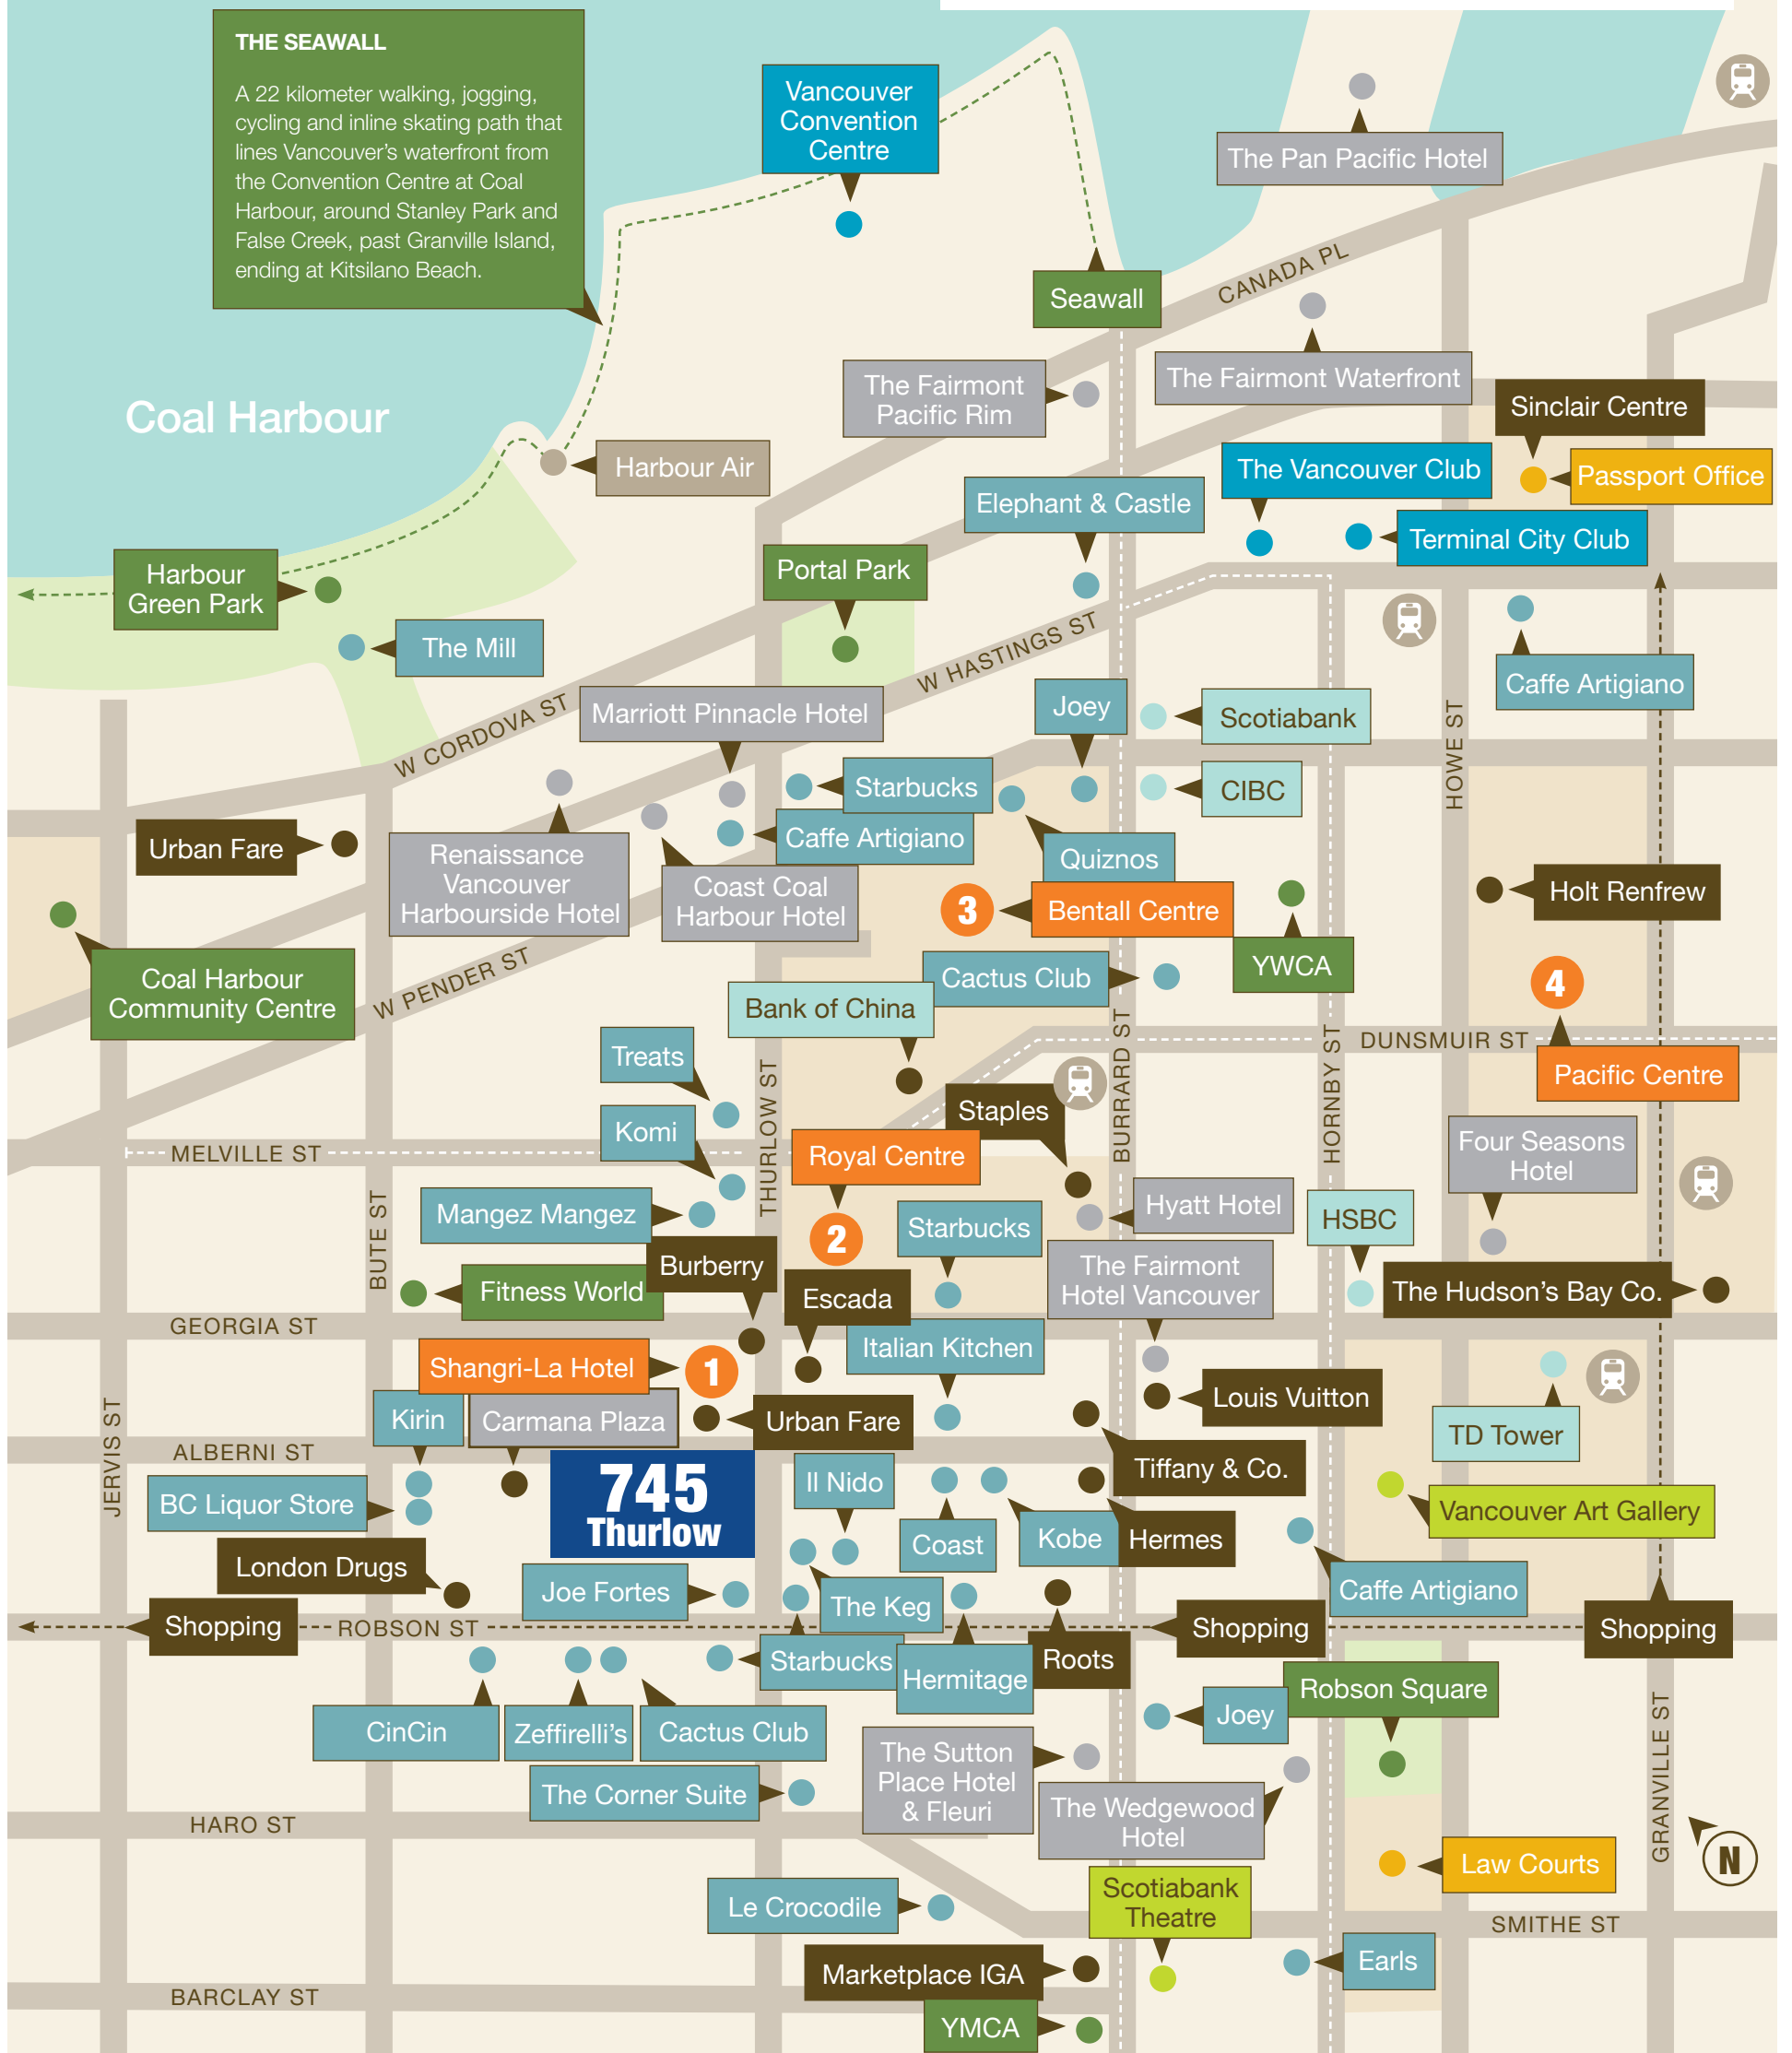 THE SEAWALL
A 22 kilometer walking, jogging,
cycling and inline skating path that
lines Vancouver's waterfront from
the Convention Centre at Coal
Harbour, around Stanley Park and
False Creek, past Granville Island,
ending at Kitsilano Beach.
Vancouver
Convention
Centre
The Pan Pacific Hotel
Seawall
CANADA PL
The Fairmont
Pacific Rim
The Fairmont Waterfront
Sinclair Centre
Coal Harbour
Harbour Air
The Vancouver Club
Passport Office
Elephant & Castle
Terminal City Club
Harbour
Green Park
Portal Park
The Mill
W HASTINGS ST
Caffe Artigiano
Marriott Pinnacle Hotel
Joey
Scotiabank
W CORDOVA ST
HOWE ST
Starbucks
CIBC
Urban Fare
Caffe Artigiano
Renaissance
Vancouver
Harbourside Hotel
Coast Coal
Harbour Hotel
Quiznos
3
Bentall Centre
Holt Renfrew
Coal Harbour
Community Centre
W PENDER ST
Cactus Club
YWCA
4
Bank of China
DUNSMUIR ST
Treats
THURLOW ST
BURRARD ST
HORNBY ST
Pacific Centre
Staples
Komi
MELVILLE ST
Royal Centre
Four Seasons
Hotel
Mangez Mangez
BUTE ST
2
Starbucks
Hyatt Hotel
HSBC
Burberry
Fitness World
Escada
The Fairmont
Hotel Vancouver
The Hudson's Bay Co.
GEORGIA ST
Italian Kitchen
Shangri-La Hotel
1
Louis Vuitton
Kirin
Carmana Plaza
Urban Fare
TD Tower
JERVIS ST
ALBERNI ST
745
Thurlow
Il Nido
Tiffany & Co.
BC Liquor Store
Vancouver Art Gallery
Coast
Kobe
Hermes
London Drugs
Joe Fortes
The Keg
Caffe Artigiano
Shopping
ROBSON ST
Shopping
Shopping
Starbucks
Hermitage
Roots
Robson Square
CinCin
Zeffirelli's
Cactus Club
Joey
GRANVILLE ST
The Sutton
Place Hotel
& Fleuri
The Corner Suite
The Wedgewood
Hotel
HARO ST
N
Law Courts
Le Crocodile
Scotiabank
Theatre
SMITHE ST
Marketplace IGA
Earls
BARCLAY ST
YMCA